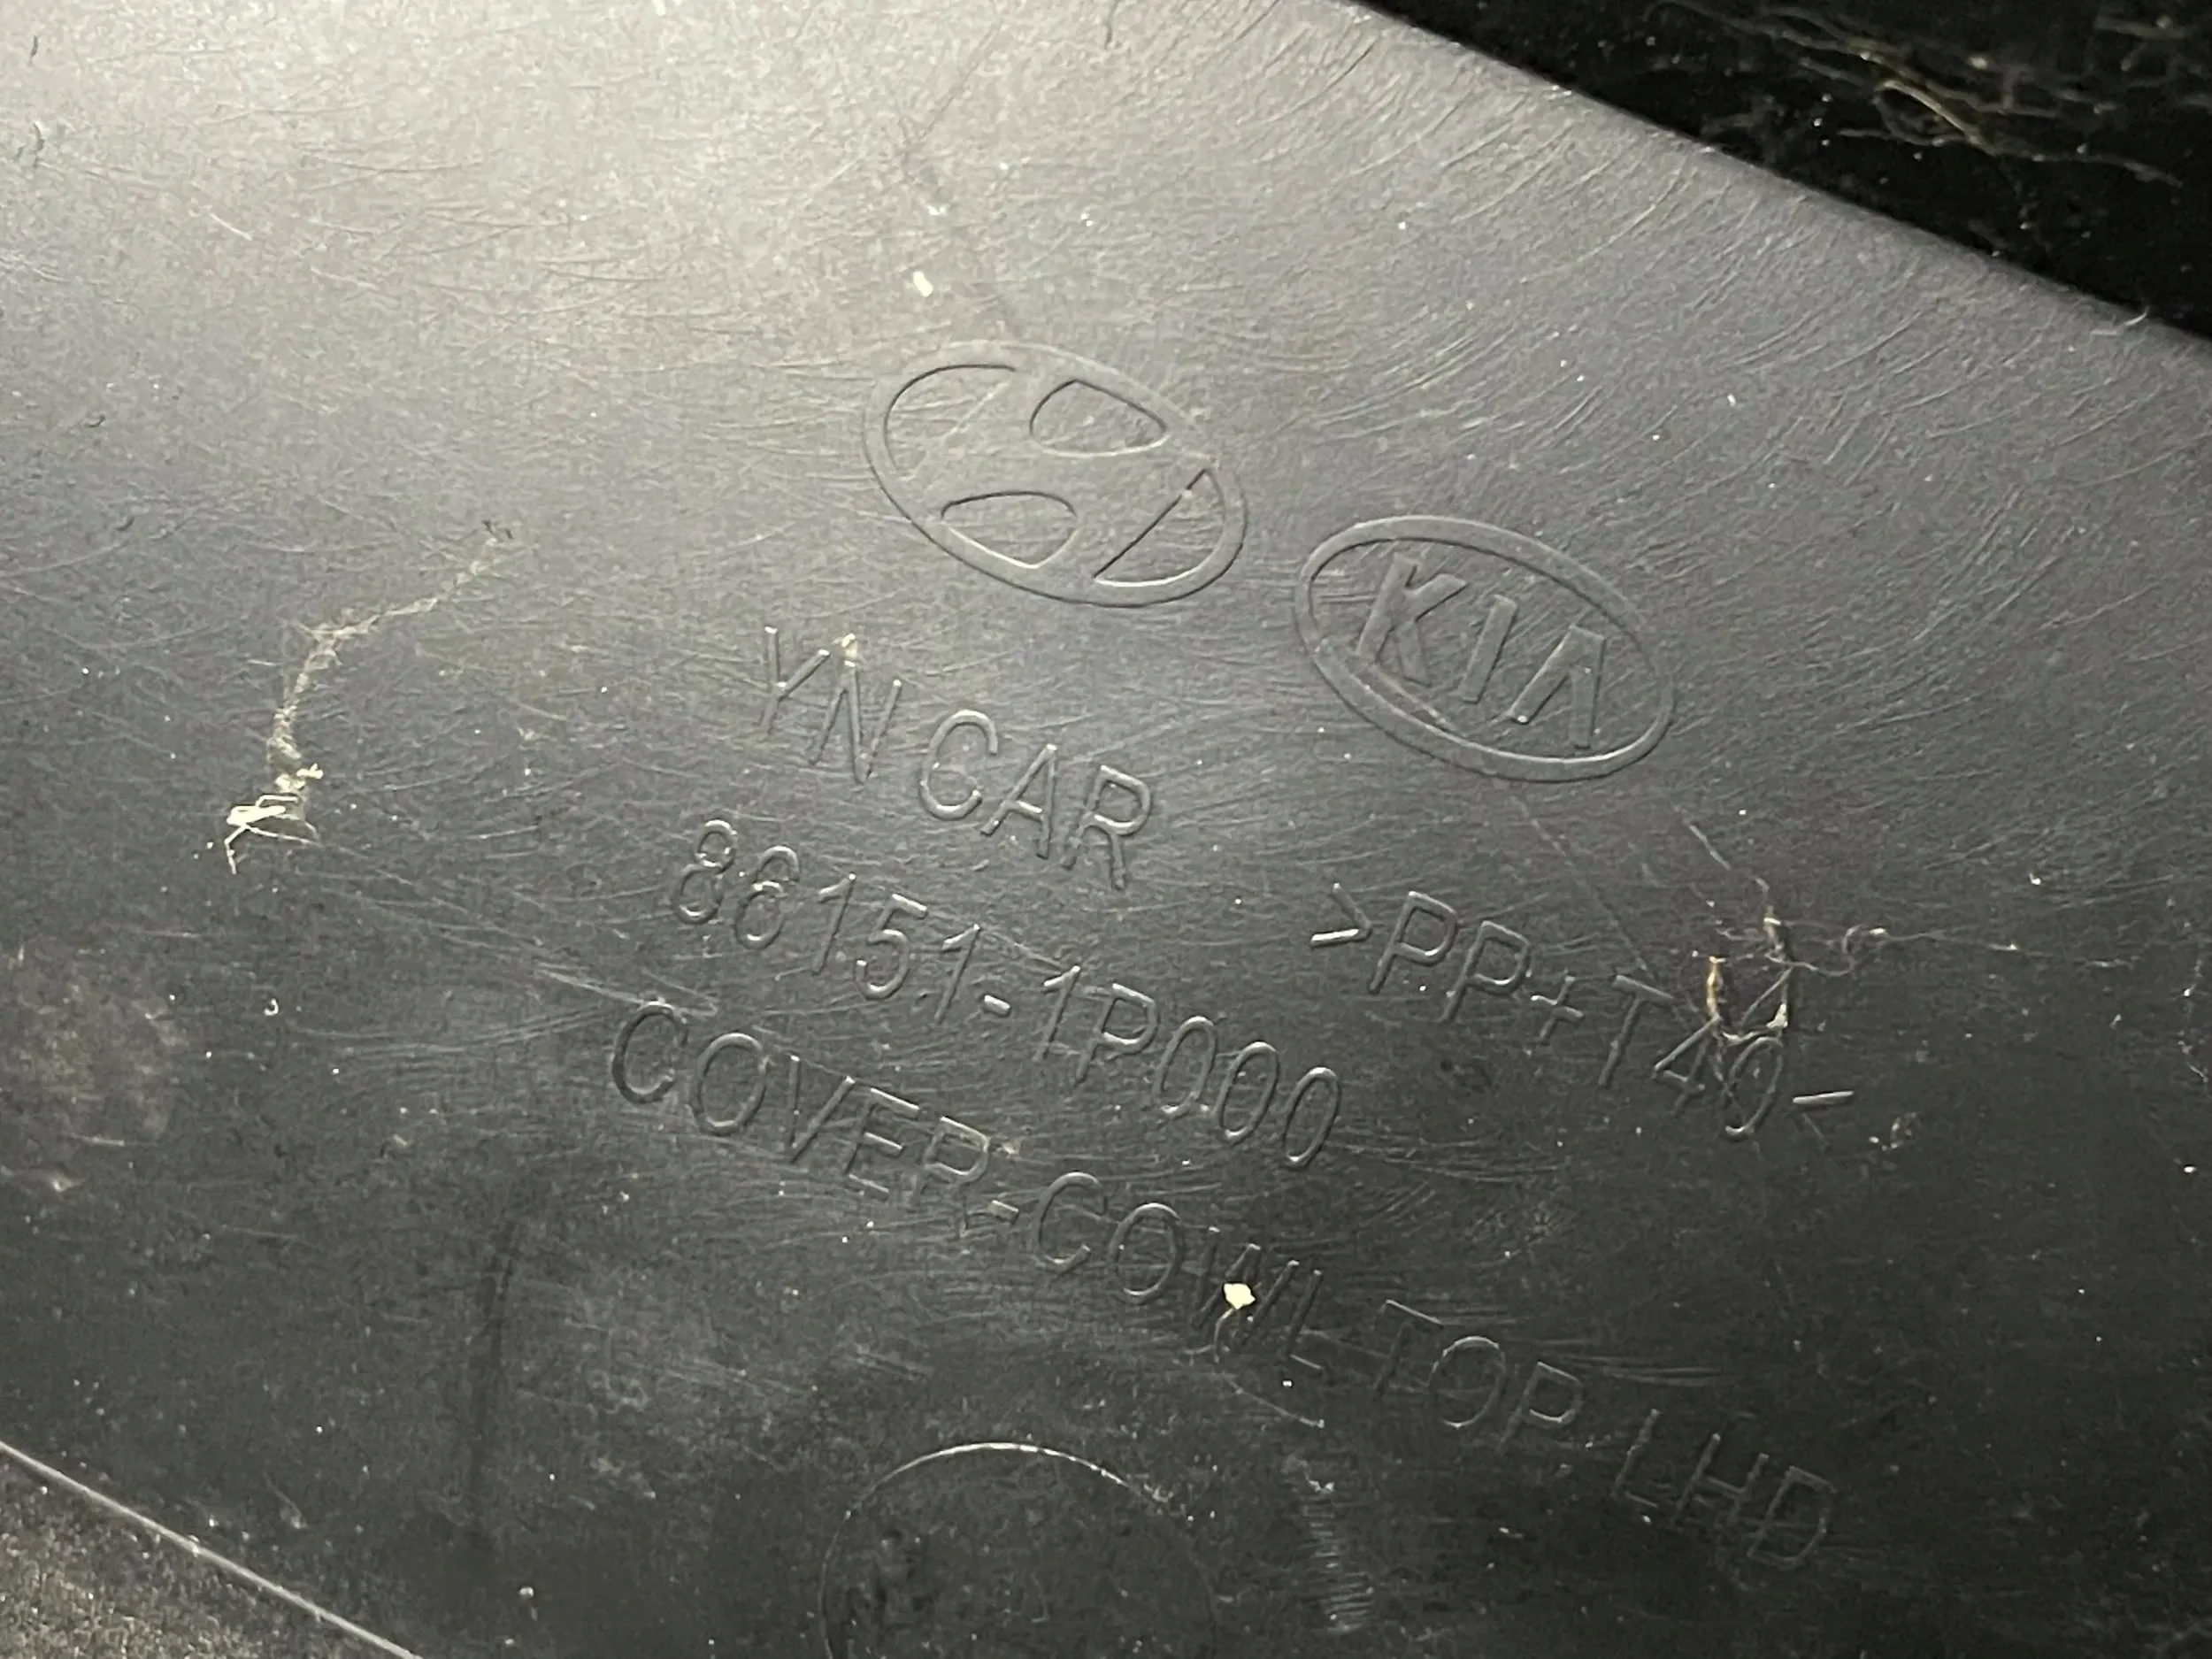 KIA
YN CAR
86151-1P000
>PP+T40<
COVER-COWL TOP LHD